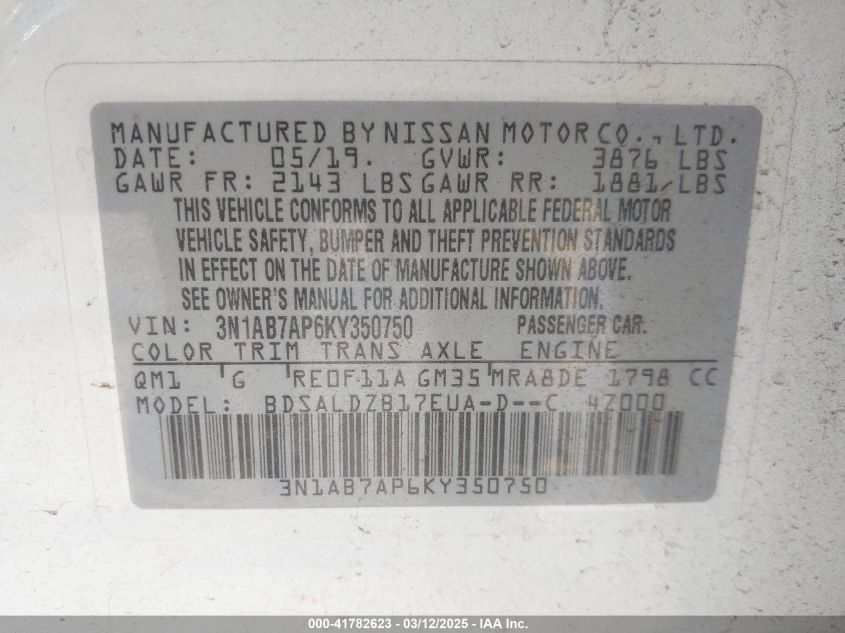 MANUFACTURED BY NISSAN MOTOR CO., LTD.
DATE: 05/19. GVWR: 3876 LBS
GAWR FR: 2143 LBS GAWR RR: 1881 LBS
THIS VEHICLE CONFORMS TO ALL APPLICABLE FEDERAL MOTOR
VEHICLE SAFETY, BUMPER AND THEFT PREVENTION STANDARDS
IN EFFECT ON THE DATE OF MANUFACTURE SHOWN ABOVE.
SEE OWNER'S MANUAL FOR ADDITIONAL INFORMATION.
VIN: 3N1AB7AP6KY350750 PASSENGER CAR.
COLOR TRIM TRANS AXLE ENGINE
QM1 G RE0F11A GM35 MRA8DE 1798 CC
MODEL: BDSALDZB17EUA-D--C 4Z000
3N1AB7AP6KY350750
000-41782623 - 03/12/2025 - IAA Inc.